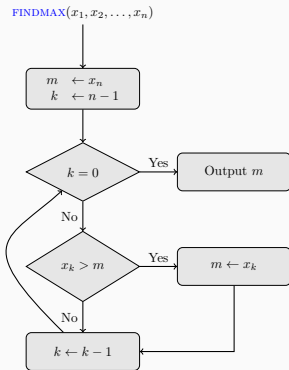 FINDMAX(x₁, x₂, . . . , xₙ)
m ← xₙ
k ← n − 1
k = 0
Yes
Output m
No
xₖ > m
Yes
m ← xₖ
No
k ← k − 1